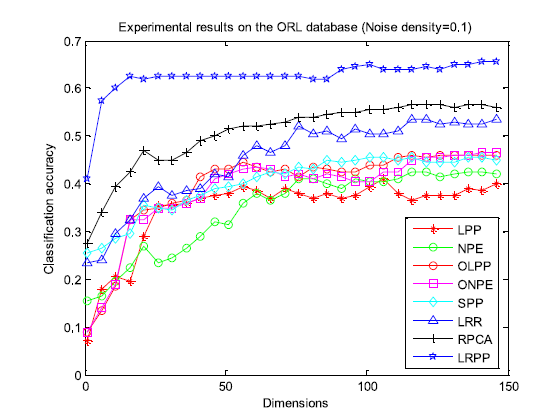 Experimental results on the ORL database (Noise density=0.1)
0.7
0.6
0.5
0.4
0.3
0.2
0.1
0
Classification accuracy
0
50
100
150
Dimensions
LPP
NPE
OLPP
ONPE
SPP
LRR
RPCA
LRPP